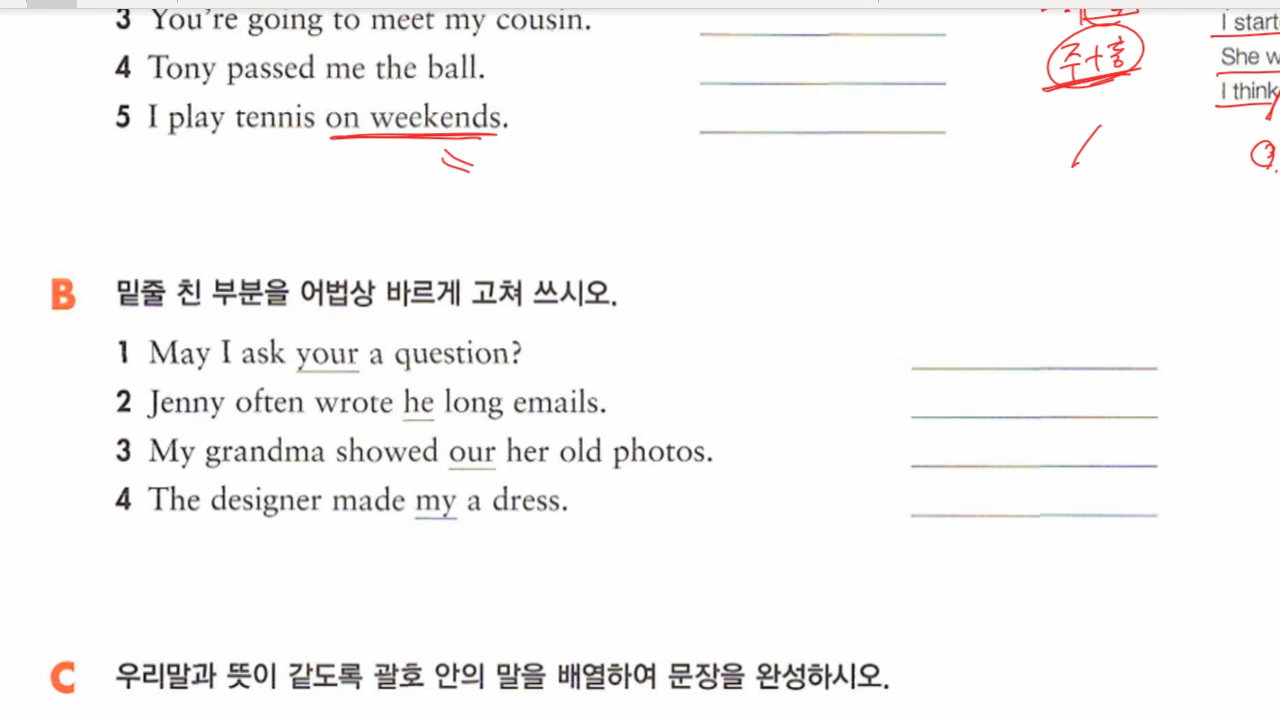 3 You're going to meet my cousin.
4 Tony passed me the ball.
5 I play tennis on weekends.
I start
She w
I think
주+홍
B 밑줄 친 부분을 어법상 바르게 고쳐 쓰시오.
1 May I ask your a question?
2 Jenny often wrote he long emails.
3 My grandma showed our her old photos.
4 The designer made my a dress.
C 우리말과 뜻이 같도록 괄호 안의 말을 배열하여 문장을 완성하시오.